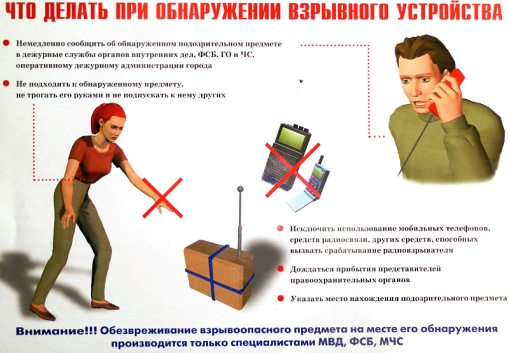 ЧТО ДЕЛАТЬ ПРИ ОБНАРУЖЕНИИ ВЗРЫВНОГО УСТРОЙСТВА
Немедленно сообщить об обнаруженном подозрительном предмете
в дежурные службы органов внутренних дел, ФСБ, ГО и ЧС,
оперативному дежурному администрации города
Не подходить к обнаруженному предмету,
не трогать его руками и не подпускать к нему других
Исключить использование мобильных телефонов,
средств радиосвязи, других средств, способных
вызвать срабатывание радиовзрывателя
Дождаться прибытия представителей
правоохранительных органов
Указать место нахождения подозрительного предмета
Внимание!!! Обезвреживание взрывоопасного предмета на месте его обнаружения
производится только специалистами МВД, ФСБ, МЧС